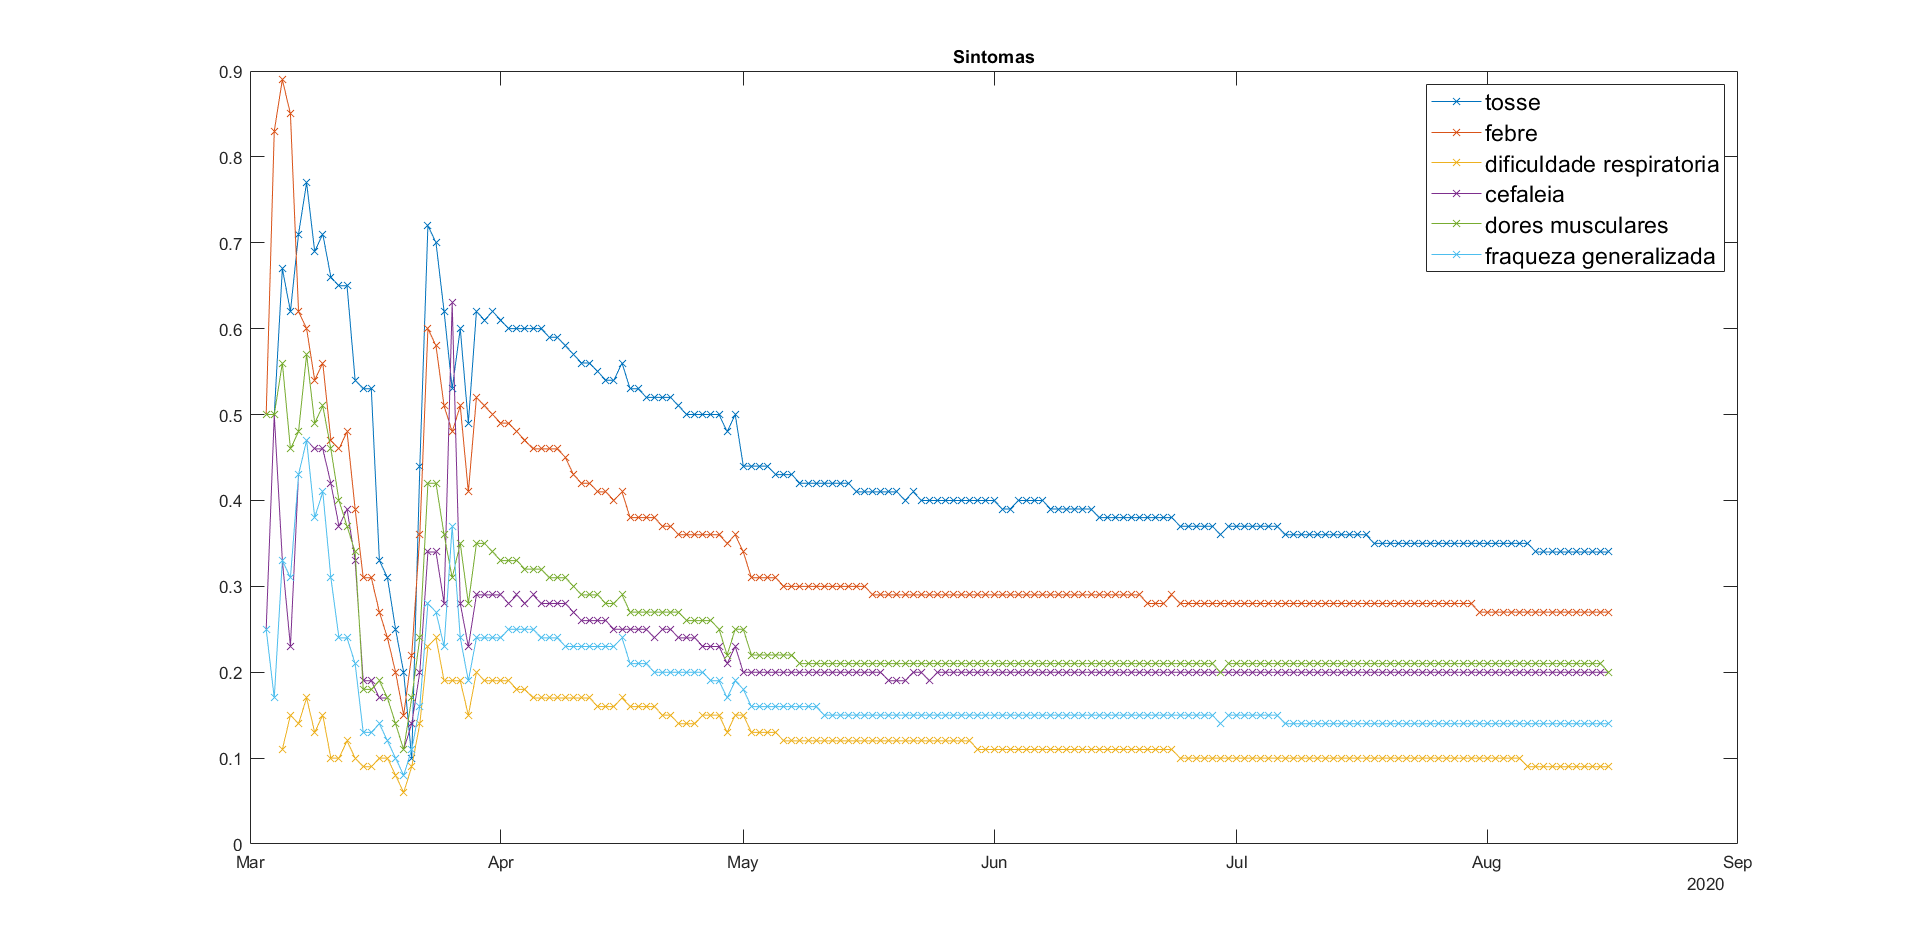 Sintomas
0.9
0.8
0.7
0.6
0.5
0.4
0.3
0.2
0.1
0
tosse
febre
dificuldade respiratoria
cefaleia
dores musculares
fraqueza generalizada
Mar Apr May Jun Jul Aug Sep
2020